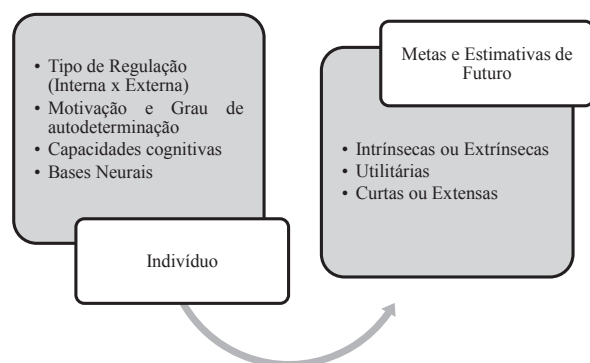 • Tipo de Regulação
(Interna x Externa)
• Motivação e Grau de
autodeterminação
• Capacidades cognitivas
• Bases Neurais
Indivíduo
Metas e Estimativas de
Futuro
• Intrínsecas ou Extrínsecas
• Utilitárias
• Curtas ou Extensas